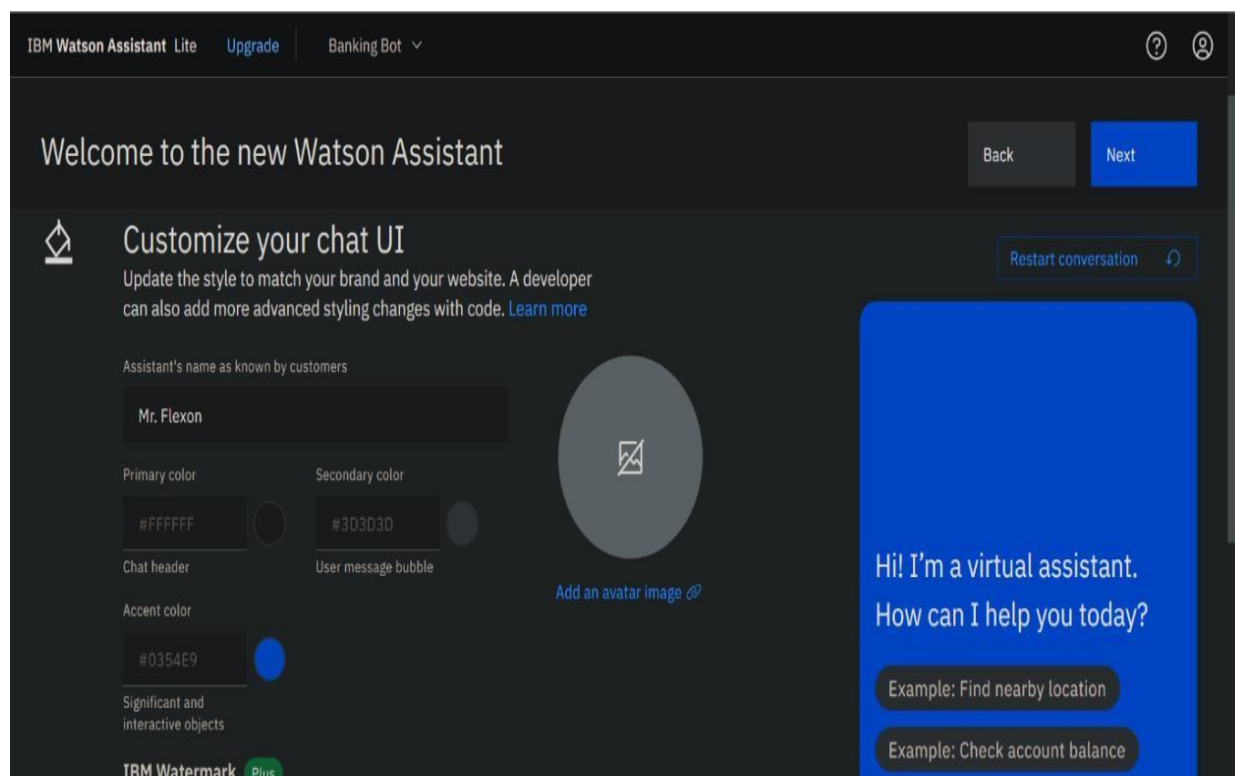 IBM Watson Assistant Lite Upgrade Banking Bot
Welcome to the new Watson Assistant
Back Next
Customize your chat UI
Update the style to match your brand and your website. A developer
can also add more advanced styling changes with code. Learn more
Assistant's name as known by customers
Mr. Flexon
Primary color Secondary color
#FFFFFF #3D3D3D
Chat header User message bubble
Accent color
#0354E9
Significant and
interactive objects
IBM Watermark Plus
Add an avatar image
Restart conversation
Hi! I'm a virtual assistant.
How can I help you today?
Example: Find nearby location
Example: Check account balance